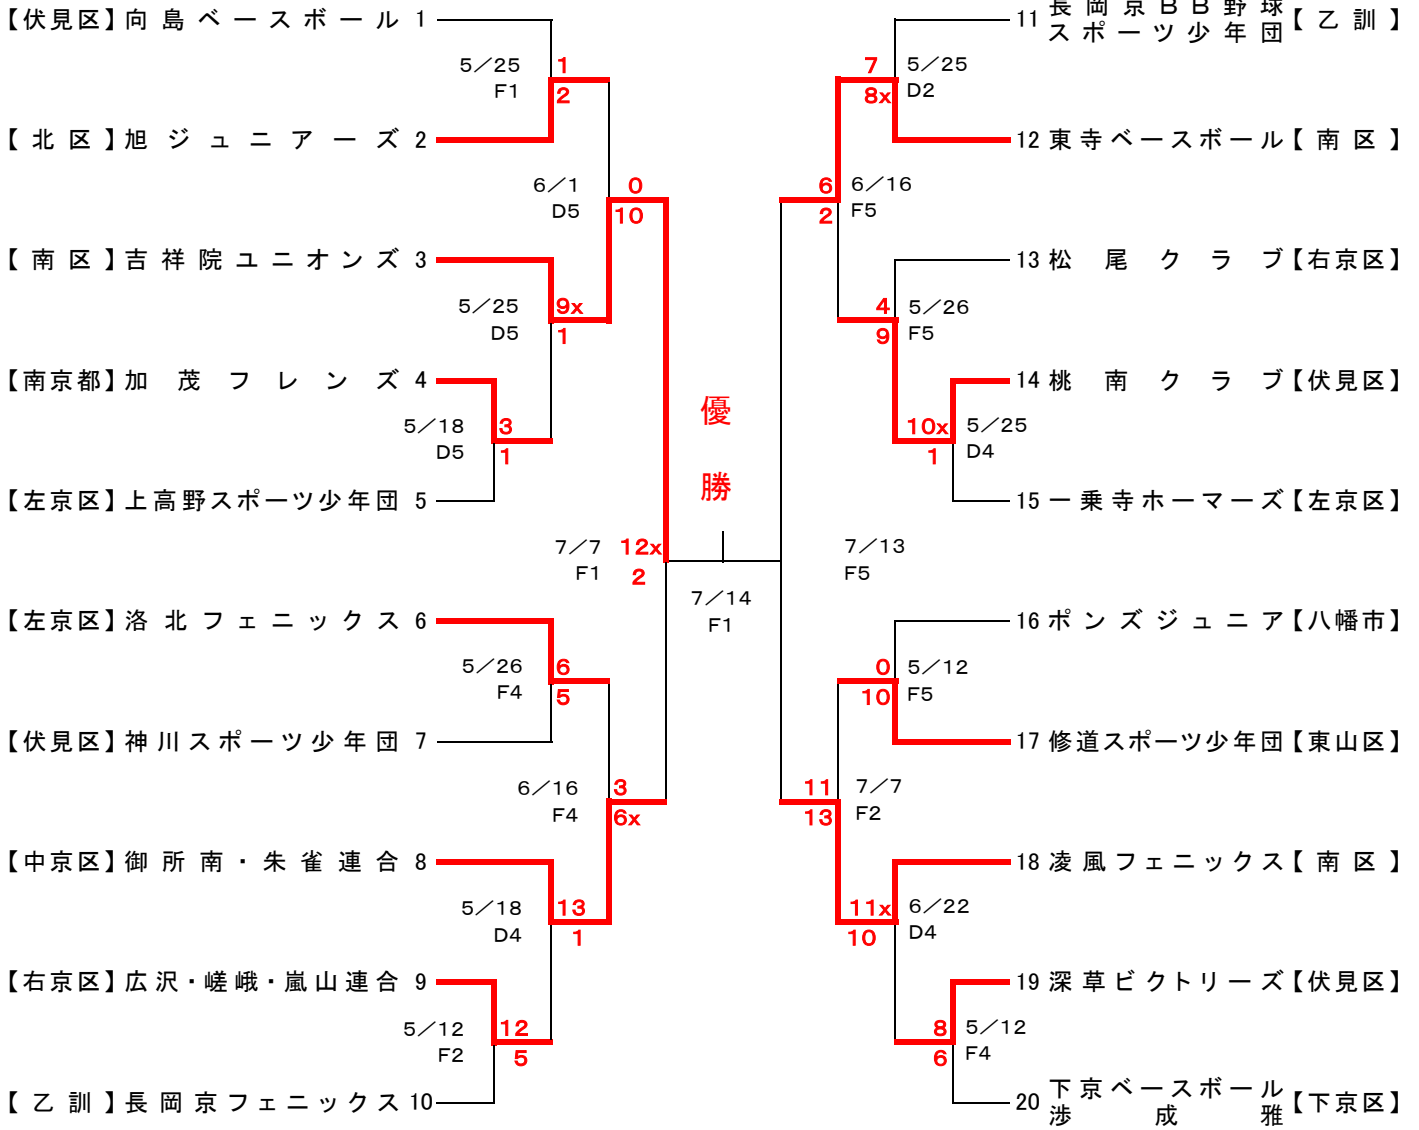 【伏見区】向島ベースボール 1
5／25 1
F1 2
【北区】旭ジュニアーズ 2
6／1 0
D5 10
【南区】吉祥院ユニオンズ 3
5／25 9x
D5 1
【南京都】加茂フレンズ 4
5／18 3
D5 1
【左京区】上高野スポーツ少年団 5
7／7 12x
F1 2
【左京区】洛北フェニックス 6
5／26 6
F4 5
【伏見区】神川スポーツ少年団 7
6／16 3
F4 6x
【中京区】御所南・朱雀連合 8
5／18 13
D4 1
【右京区】広沢・嵯峨・嵐山連合 9
5／12 12
F2 5
【乙訓】長岡京フェニックス 10
優
勝
7／14
F1
11 長岡京BB野球
スポーツ少年団【乙訓】
7 5／25
8x D2
12 東寺ベースボール【南区】
6 6／16
2 F5
13 松尾クラブ【右京区】
4 5／26
9 F5
14 桃南クラブ【伏見区】
10x 5／25
1 D4
15 一乗寺ホーマーズ【左京区】
7／13
F5
16 ポンズジュニア【八幡市】
0 5／12
10 F5
17 修道スポーツ少年団【東山区】
11 7／7
13 F2
18 凌風フェニックス【南区】
11x 6／22
10 D4
19 深草ビクトリーズ【伏見区】
8 5／12
6 F4
20 下京ベースボール
渉成雅【下京区】